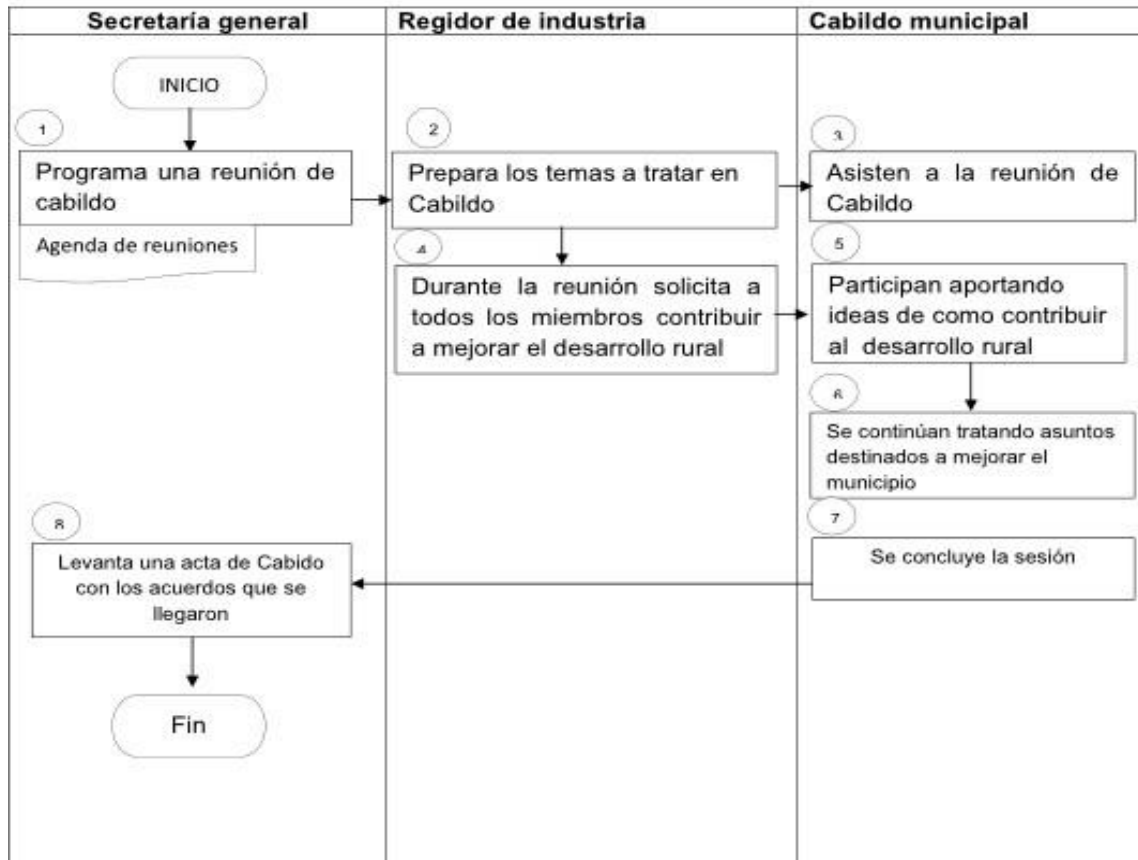 Secretaría general
Regidor de industria
Cabildo municipal
INICIO
1
Programa una reunión de
cabildo
Agenda de reuniones
2
Prepara los temas a tratar en
Cabildo
3
Asisten a la reunión de
Cabildo
4
Durante la reunión solicita a
todos los miembros contribuir
a mejorar el desarrollo rural
5
Participan aportando
ideas de como contribuir
al desarrollo rural
6
Se continúan tratando asuntos
destinados a mejorar el
municipio
7
Se concluye la sesión
8
Levanta una acta de Cabido
con los acuerdos que se
llegaron
Fin